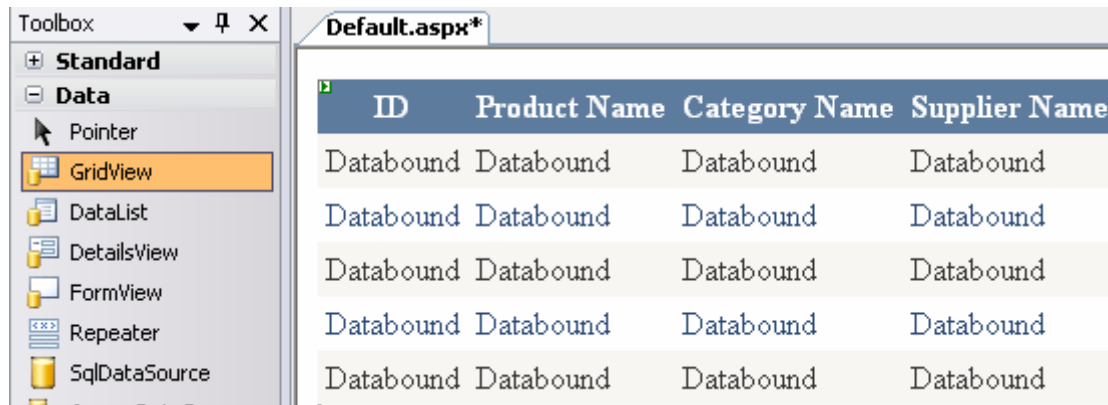 Toolbox
Standard
Data
Pointer
GridView
DataList
DetailsView
FormView
Repeater
SqlDataSource
Default.aspx*
ID Product Name Category Name Supplier Name
Databound Databound Databound Databound
Databound Databound Databound Databound
Databound Databound Databound Databound
Databound Databound Databound Databound
Databound Databound Databound Databound